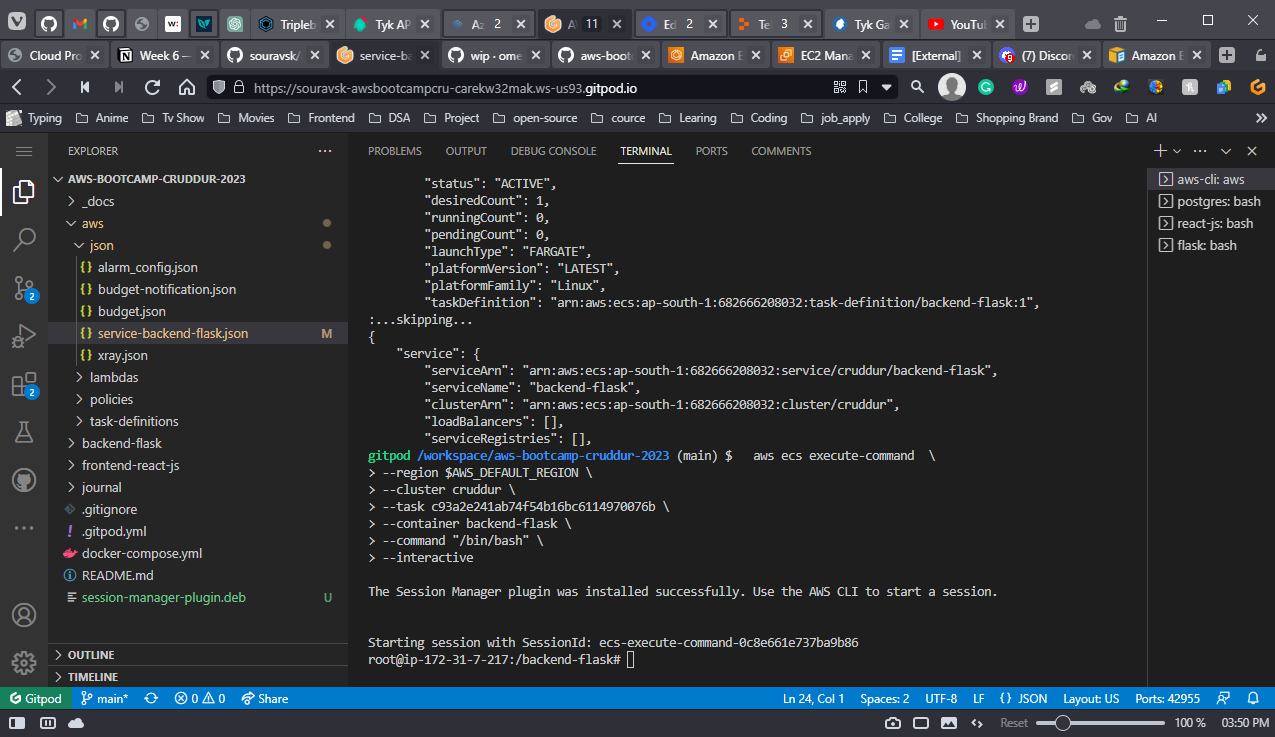 Tripleb
Tyk AP
Az 2
A 11
Ed 2
Te 3
Tyk Ga
YouTu
Cloud Pro
Week 6 —
souravsk/
service-ba
wip · ome
aws-boot
Amazon E
EC2 Mana
[External]
(7) Discor
Amazon E
https://souravsk-awsbootcampcru-carekw32mak.ws-us93.gitpod.io
Typing Anime Tv Show Movies Frontend DSA Project open-source cource Learing Coding job_apply College Shopping Brand Gov AI
EXPLORER
AWS-BOOTCAMP-CRUDDUR-2023
_docs
aws
json
{} alarm_config.json
{} budget-notification.json
{} budget.json
{} service-backend-flask.json M
{} xray.json
lambdas
policies
task-definitions
backend-flask
frontend-react-js
journal
.gitignore
! .gitpod.yml
docker-compose.yml
README.md
session-manager-plugin.deb U
OUTLINE
TIMELINE
2
2
PROBLEMS OUTPUT DEBUG CONSOLE TERMINAL PORTS COMMENTS
"status": "ACTIVE",
"desiredCount": 1,
"runningCount": 0,
"pendingCount": 0,
"launchType": "FARGATE",
"platformVersion": "LATEST",
"platformFamily": "Linux",
"taskDefinition": "arn:aws:ecs:ap-south-1:682666208032:task-definition/backend-flask:1",
:...skipping...
{
"service": {
"serviceArn": "arn:aws:ecs:ap-south-1:682666208032:service/cruddur/backend-flask",
"serviceName": "backend-flask",
"clusterArn": "arn:aws:ecs:ap-south-1:682666208032:cluster/cruddur",
"loadBalancers": [],
"serviceRegistries": [],
gitpod /workspace/aws-bootcamp-cruddur-2023 (main) $ aws ecs execute-command \
> --region $AWS_DEFAULT_REGION \
> --cluster cruddur \
> --task c93a2e241ab74f54b16bc6114970076b \
> --container backend-flask \
> --command "/bin/bash" \
> --interactive
The Session Manager plugin was installed successfully. Use the AWS CLI to start a session.
Starting session with SessionId: ecs-execute-command-0c8e661e737ba9b86
root@ip-172-31-7-217:/backend-flask#
aws-cli: aws
postgres: bash
react-js: bash
flask: bash
Gitpod main* 0 0 Share Ln 24, Col 1 Spaces: 2 UTF-8 LF {} JSON Layout: US Ports: 42955
Reset 100 % 03:50 PM